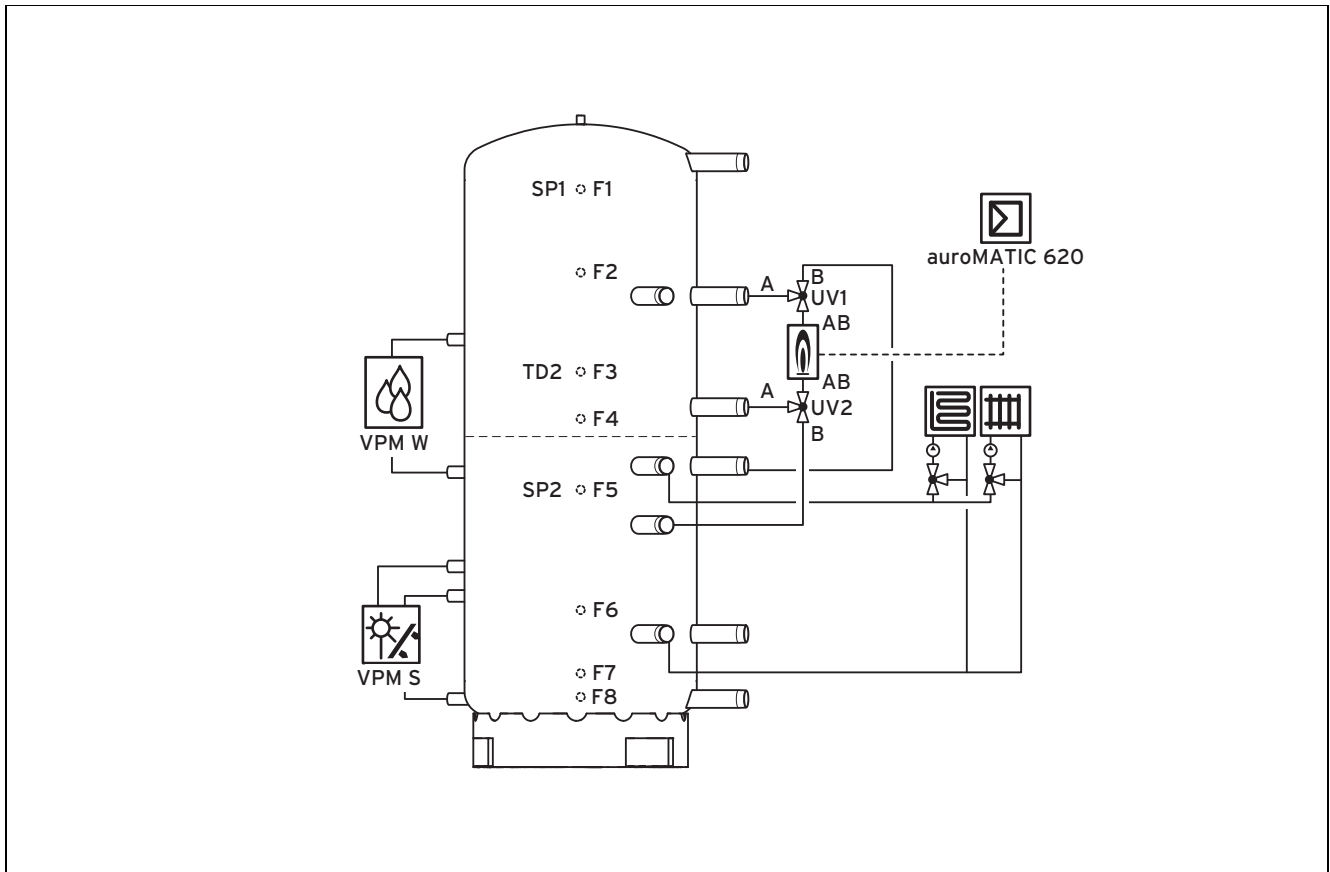 SP1 F1
auroMATIC 620
F2
A
B
UV1
AB
TD2 F3
AB
A
UV2
F4
B
VPM W
SP2 F5
F6
VPM S
F7
F8